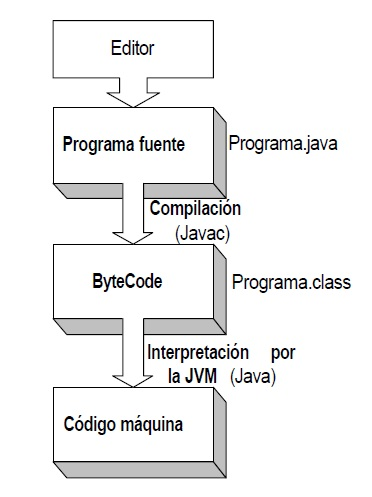 Editor
Programa fuente
Programa.java
Compilación
(Javac)
ByteCode
Programa.class
Interpretación por
la JVM (Java)
Código máquina